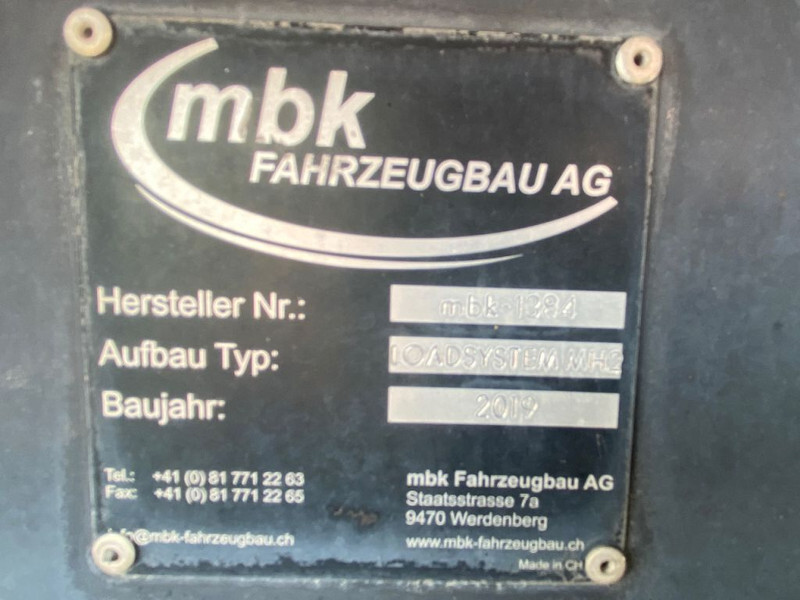 mbk
FAHRZEUGBAU AG
Hersteller Nr.: mbk-1284
Aufbau Typ: LOADSYSTEM MH2
Baujahr: 2019
Tel.: +41 (0) 81 771 22 63
Fax: +41 (0) 81 771 22 65
info@mbk-fahrzeugbau.ch
mbk Fahrzeugbau AG
Staatsstrasse 7a
9470 Werdenberg
www.mbk-fahrzeugbau.ch
Made in CH